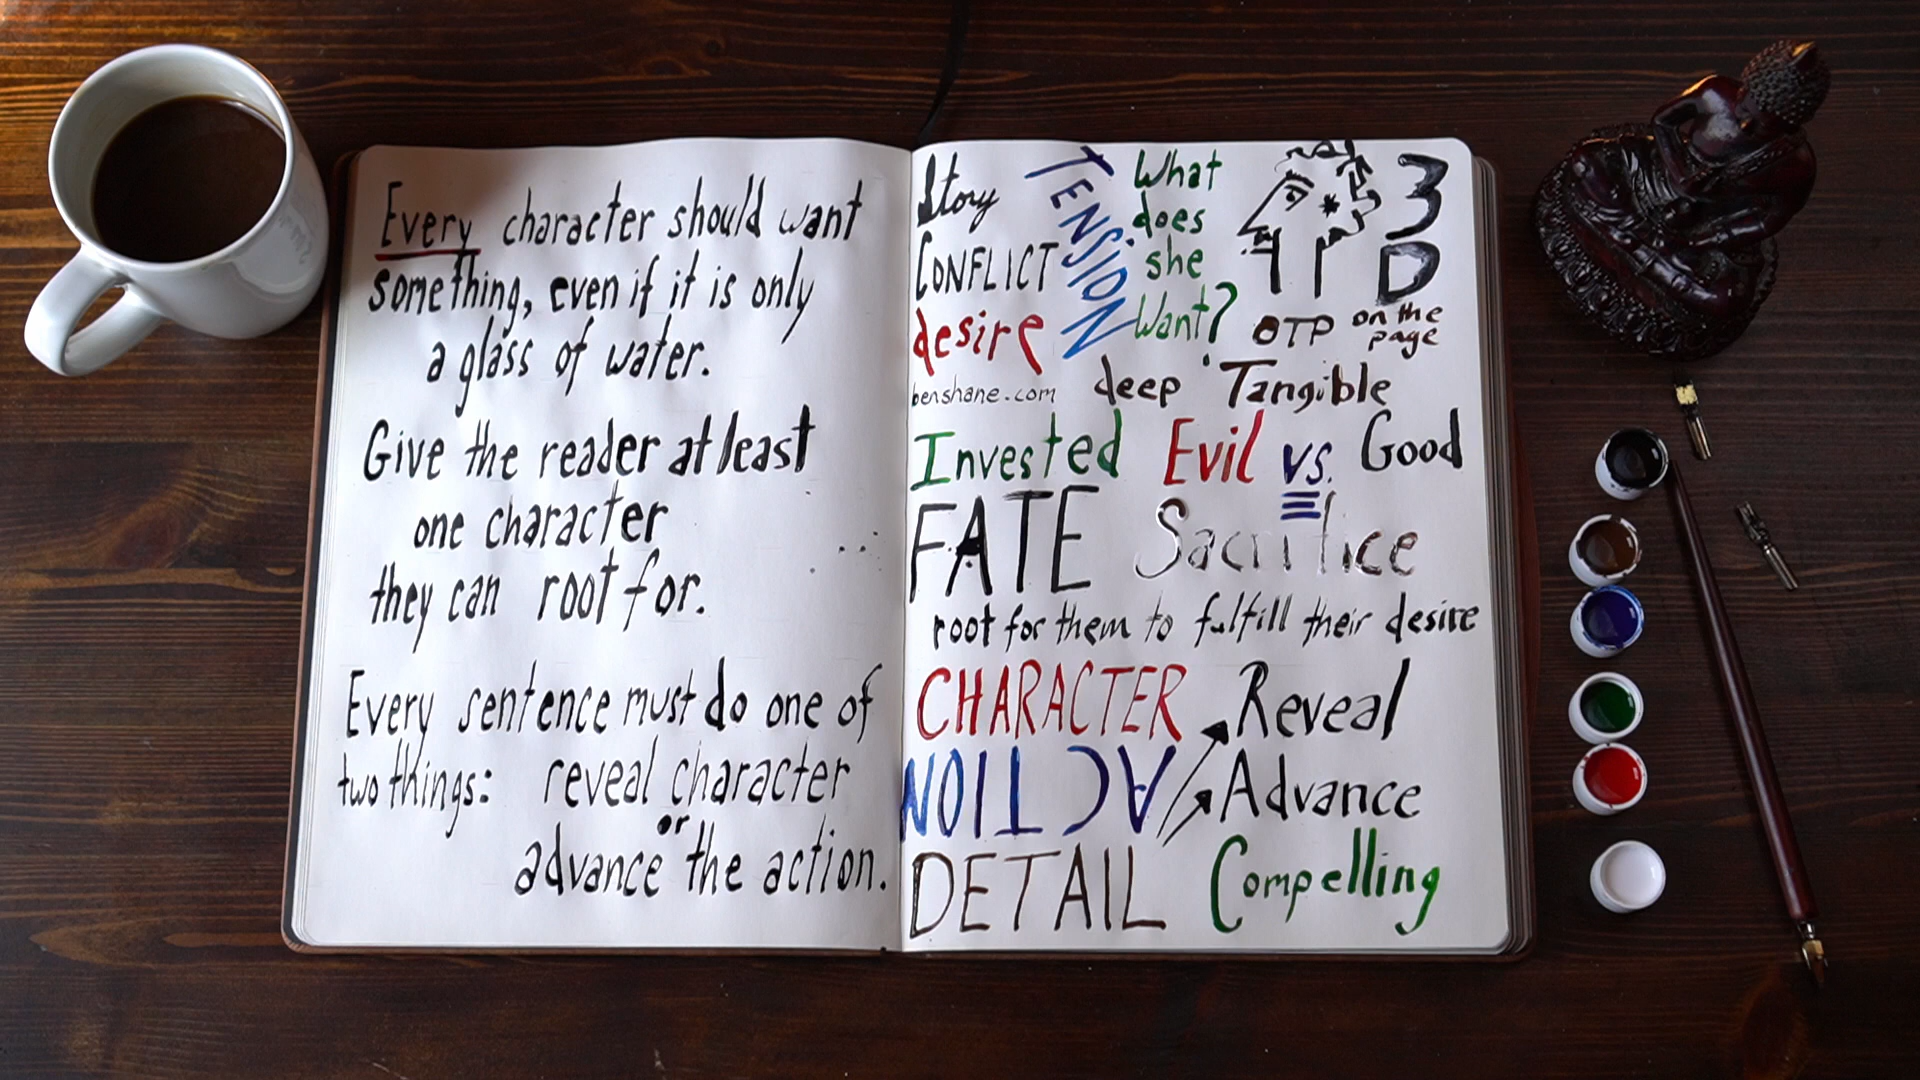 Every character should want
something, even if it is only
a glass of water.
Give the reader at least
one character
they can root for.
Every sentence must do one of
two things: reveal character
or
advance the action.
Story
CONFLICT
desire
TENSION
What
does
she
Want?
3
D
OTP
on the
page
benshane.com
deep
Tangible
Invested
Evil vs. Good
FATE
Sacrifice
root for them to fulfill their desire
CHARACTER
Reveal
ACTION
Advance
DETAIL
Compelling